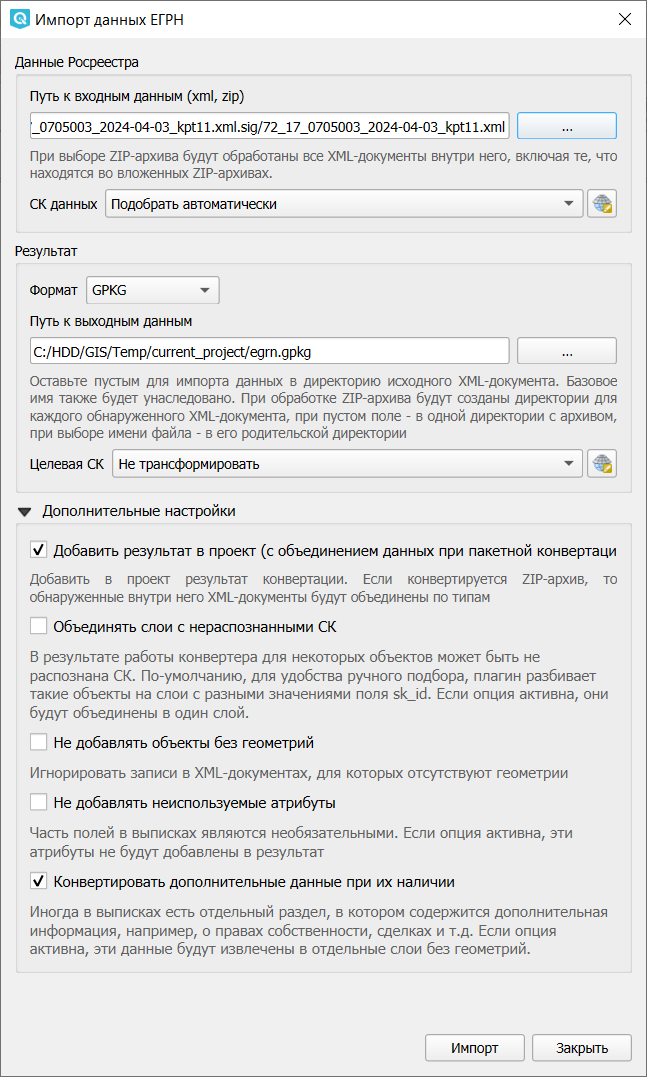 Импорт данных ЕГРН
Данные Росреестра
Путь к входным данным (xml, zip)
_0705003_2024-04-03_kpt11.xml.sig/72_17_0705003_2024-04-03_kpt11.xml
...
При выборе ZIP-архива будут обработаны все XML-документы внутри него, включая те, что
находятся во вложенных ZIP-архивах.
СК данных Подобрать автоматически
Результат
Формат GPKG
Путь к выходным данным
C:/HDD/GIS/Temp/current_project/egrn.gpkg
...
Оставьте пустым для импорта данных в директорию исходного XML-документа. Базовое
имя также будет унаследовано. При обработке ZIP-архива будут созданы директории для
каждого обнаруженного XML-документа, при пустом поле - в одной директории с архивом,
при выборе имени файла - в его родительской директории
Целевая СК Не трансформировать
Дополнительные настройки
Добавить результат в проект (с объединением данных при пакетной конвертаци
Добавить в проект результат конвертации. Если конвертируется ZIP-архив, то
обнаруженные внутри него XML-документы будут объединены по типам
Объединять слои с нераспознанными СК
В результате работы конвертера для некоторых объектов может быть не
распознана СК. По-умолчанию, для удобства ручного подбора, плагин разбивает
такие объекты на слои с разными значениями поля sk_id. Если опция активна, они
будут объединены в один слой.
Не добавлять объекты без геометрий
Игнорировать записи в XML-документах, для которых отсутствуют геометрии
Не добавлять неиспользуемые атрибуты
Часть полей в выписках являются необязательными. Если опция активна, эти
атрибуты не будут добавлены в результат
Конвертировать дополнительные данные при их наличии
Иногда в выписках есть отдельный раздел, в котором содержится дополнительная
информация, например, о правах собственности, сделках и т.д. Если опция
активна, эти данные будут извлечены в отдельные слои без геометрий.
Импорт
Закрыть